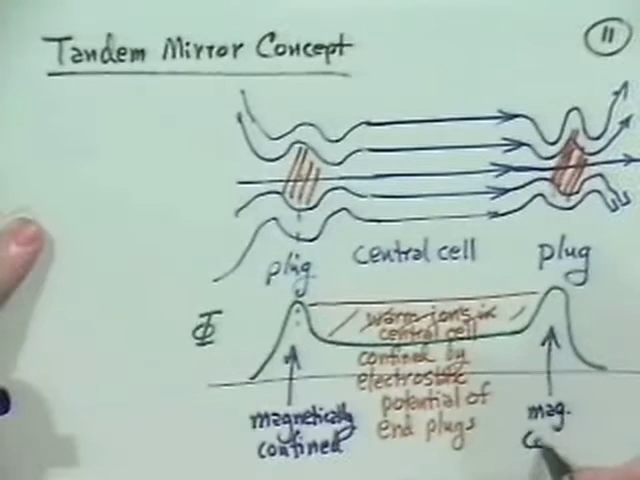 Tandem Mirror Concept
11
plug
central cell
plug
Φ
warm ions in
central cell
confined by
electrostatic
potential of
end plugs
magnetically
confined
mag.
Co